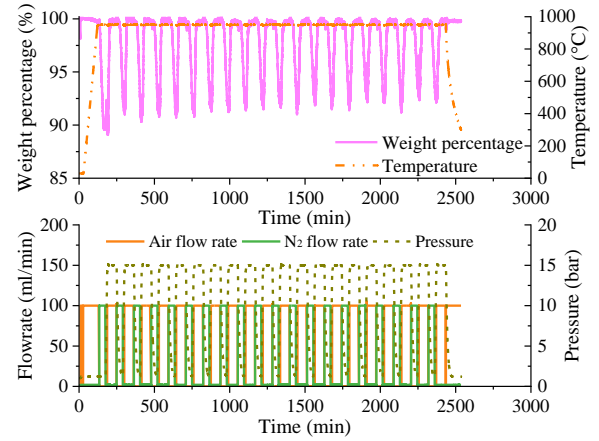 Weight percentage (%)
100
95
90
85
1000
800
600
400
200
0
Temperature (°C)
Weight percentage
Temperature
0 500 1000 1500 2000 2500 3000
Time (min)
Flowrate (ml/min)
200
150
100
50
0
20
15
10
5
0
Pressure (bar)
Air flow rate N2 flow rate Pressure
0 500 1000 1500 2000 2500 3000
Time (min)